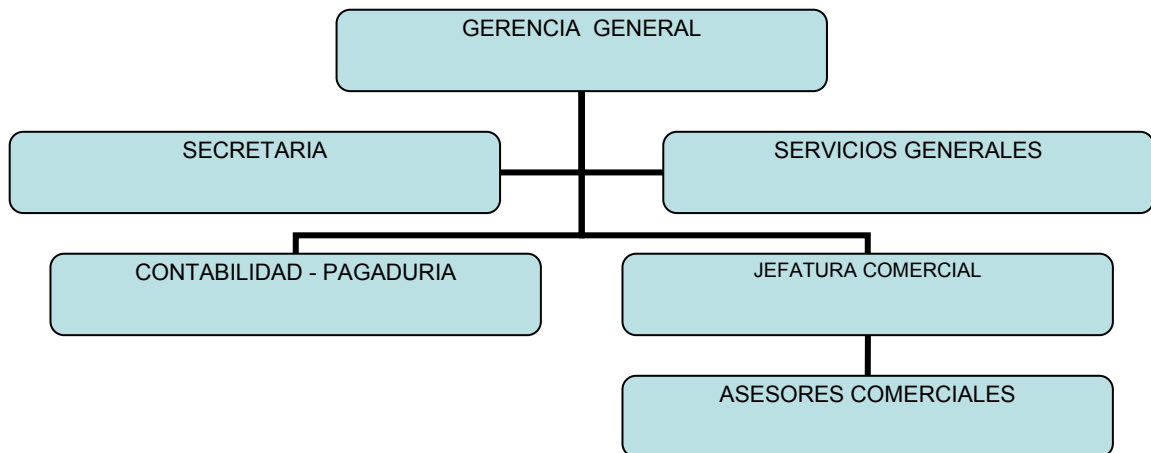 GERENCIA GENERAL
SECRETARIA
SERVICIOS GENERALES
CONTABILIDAD - PAGADURIA
JEFATURA COMERCIAL
ASESORES COMERCIALES